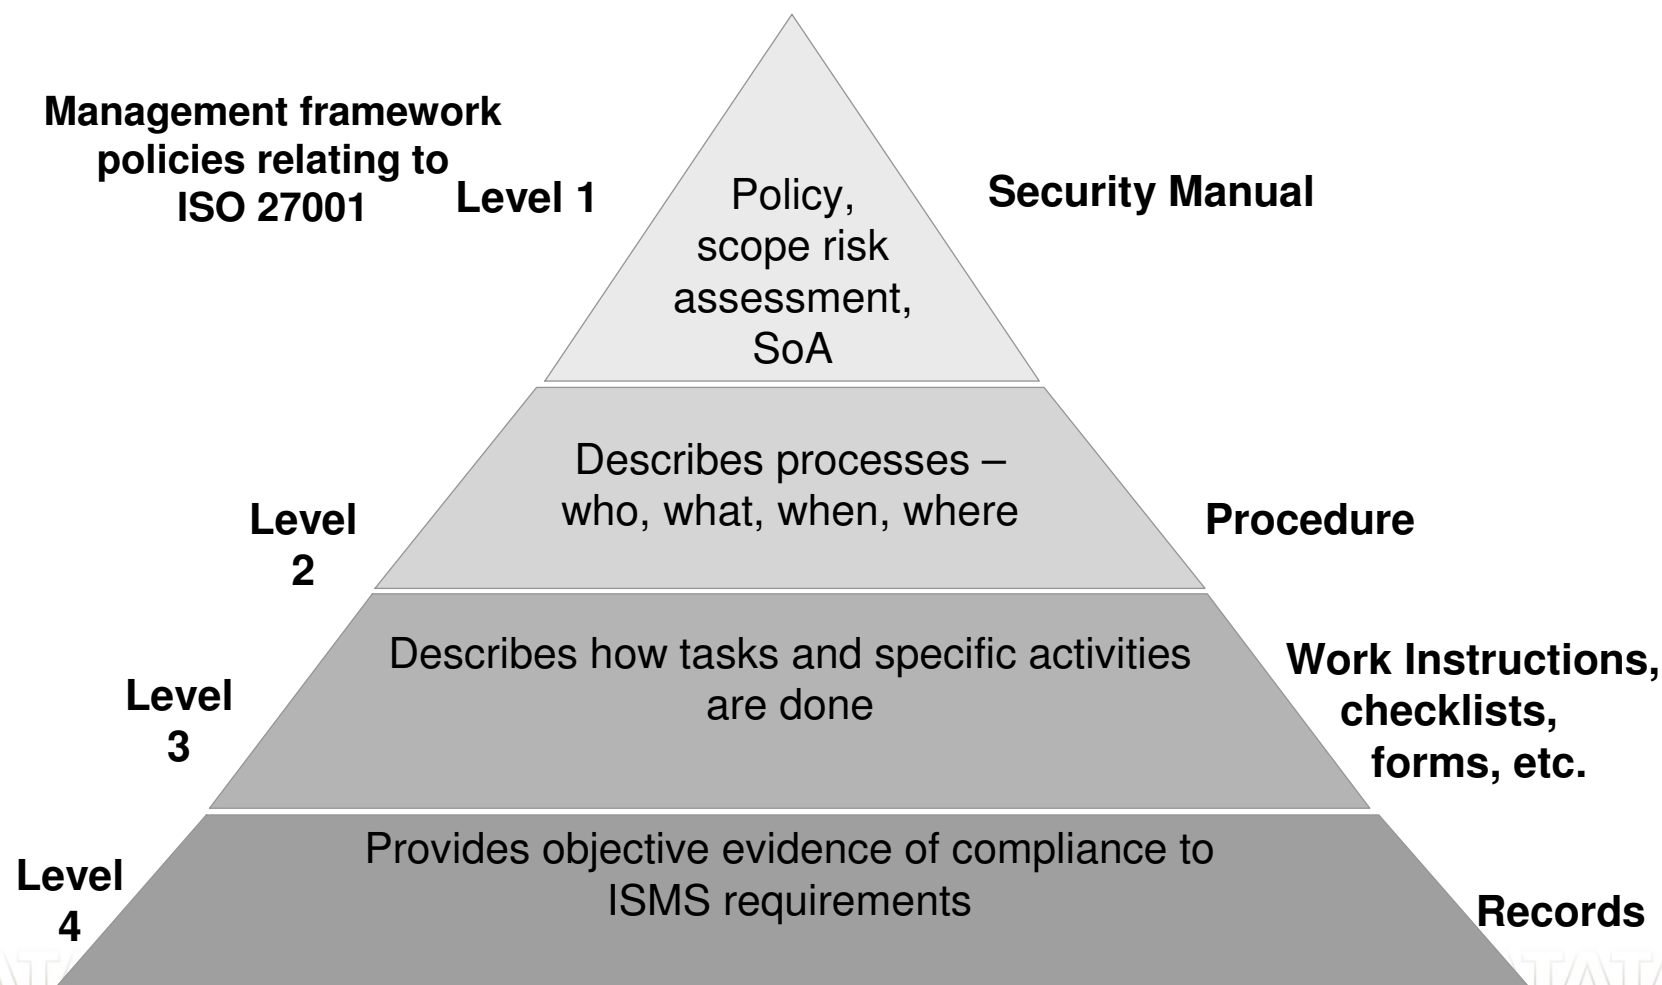 Management framework
policies relating to
ISO 27001
Level 1
Policy,
scope risk
assessment,
SoA
Security Manual
Describes processes –
who, what, when, where
Level
2
Procedure
Describes how tasks and specific activities
are done
Level
3
Work Instructions,
checklists,
forms, etc.
Provides objective evidence of compliance to
ISMS requirements
Level
4
Records